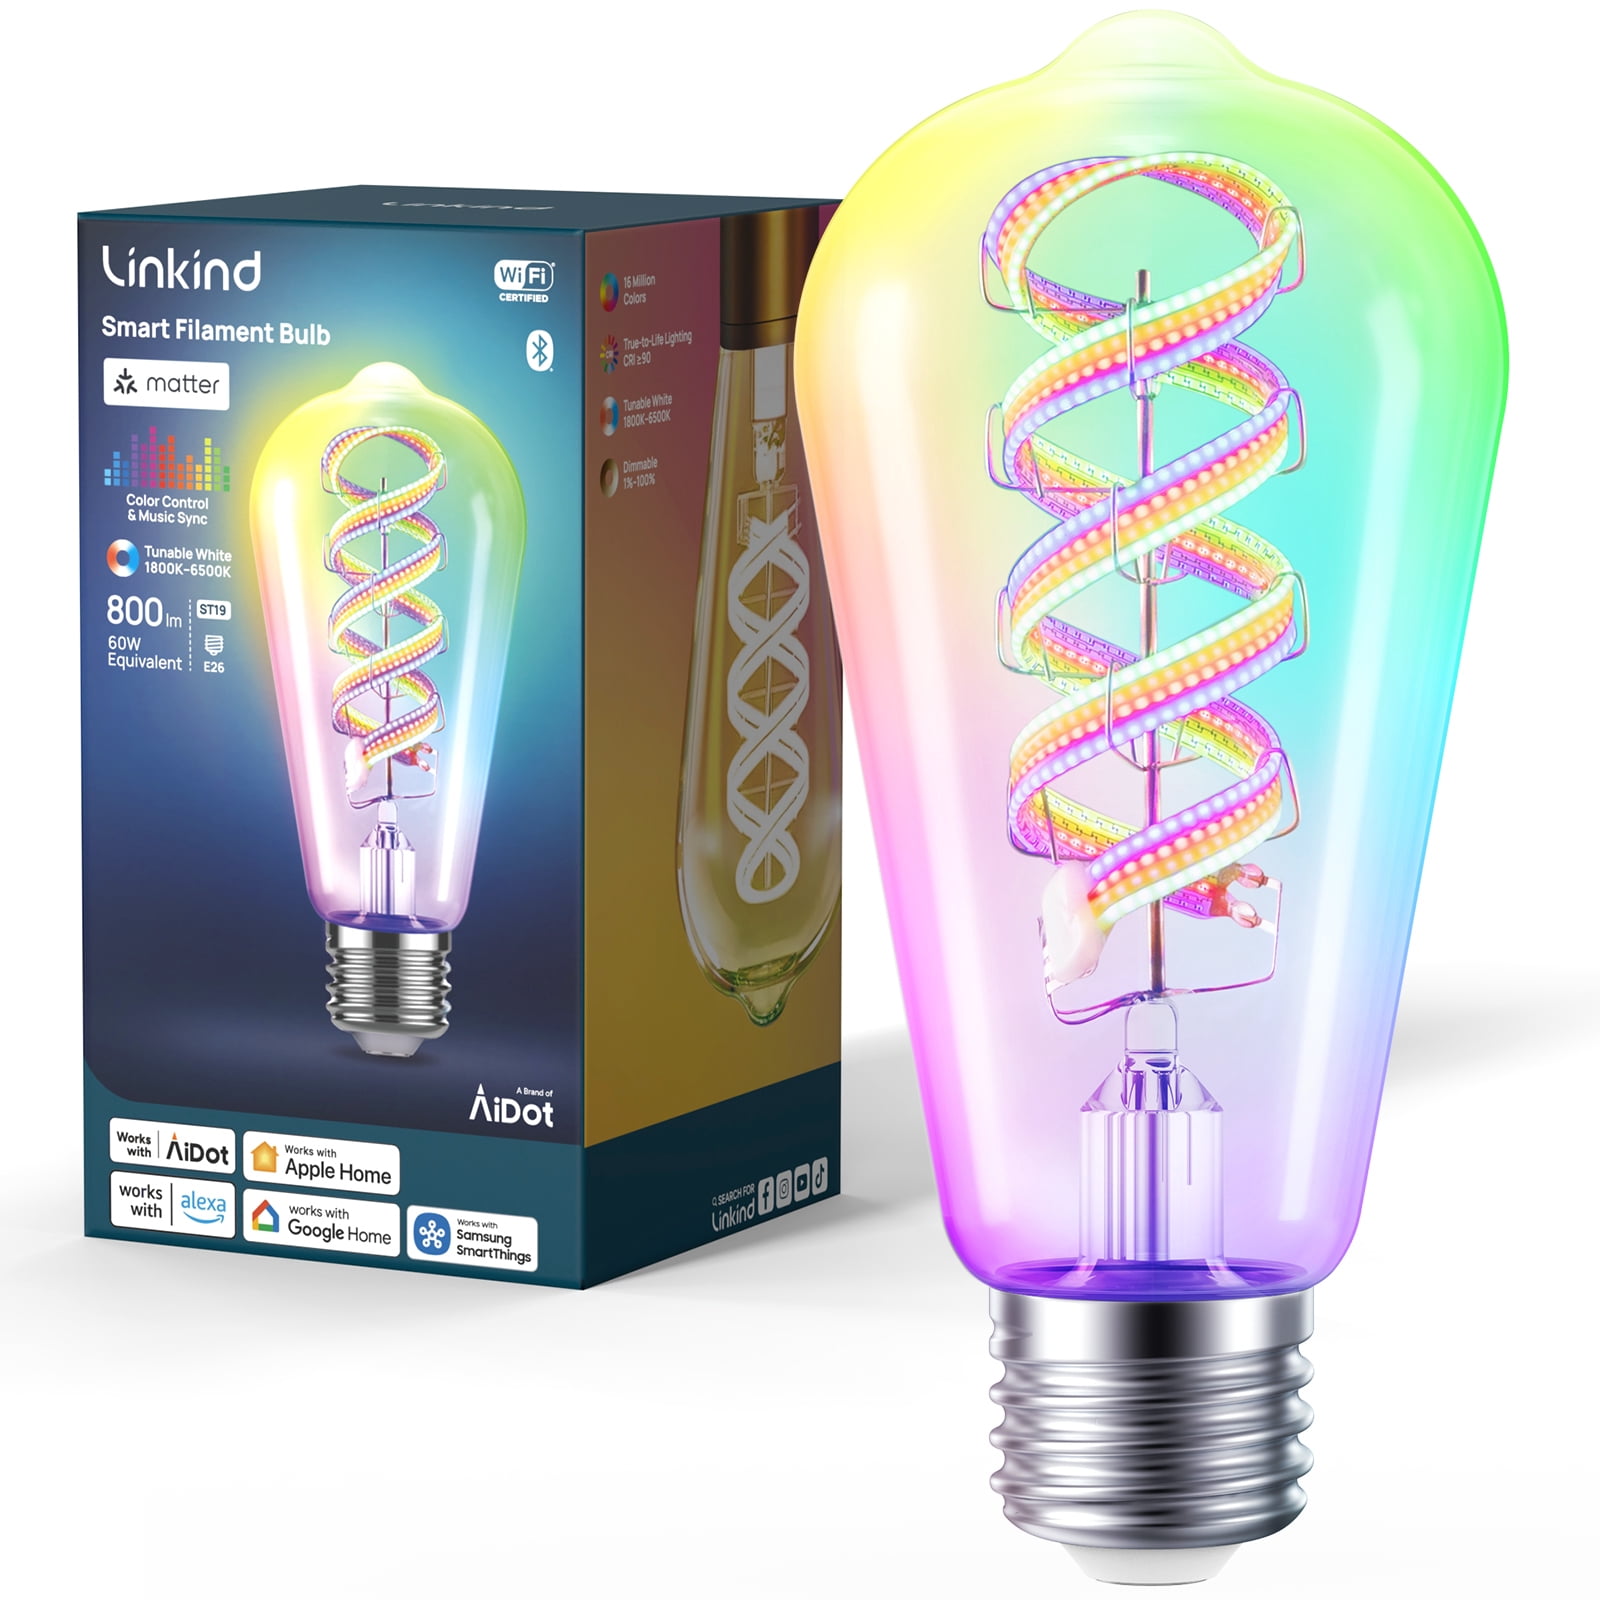 Linkind
Linkind
WiFi
CERTIFIED
Smart Filament Bulb
matter
Color Control
& Music Sync
Tunable White
1800K-6500K
800lm
60W
Equivalent
ST19
E26
A Brand of
AiDot
Works
with
AiDot
Works with
Apple Home
works
with
alexa
works with
Google Home
Works with
Samsung
SmartThings
16 Million
Colors
CRI
True-to-Life Lighting
CRI ≥90
Tunable White
1800K-6500K
Dimmable
1%-100%
SEARCH FOR
Linkind